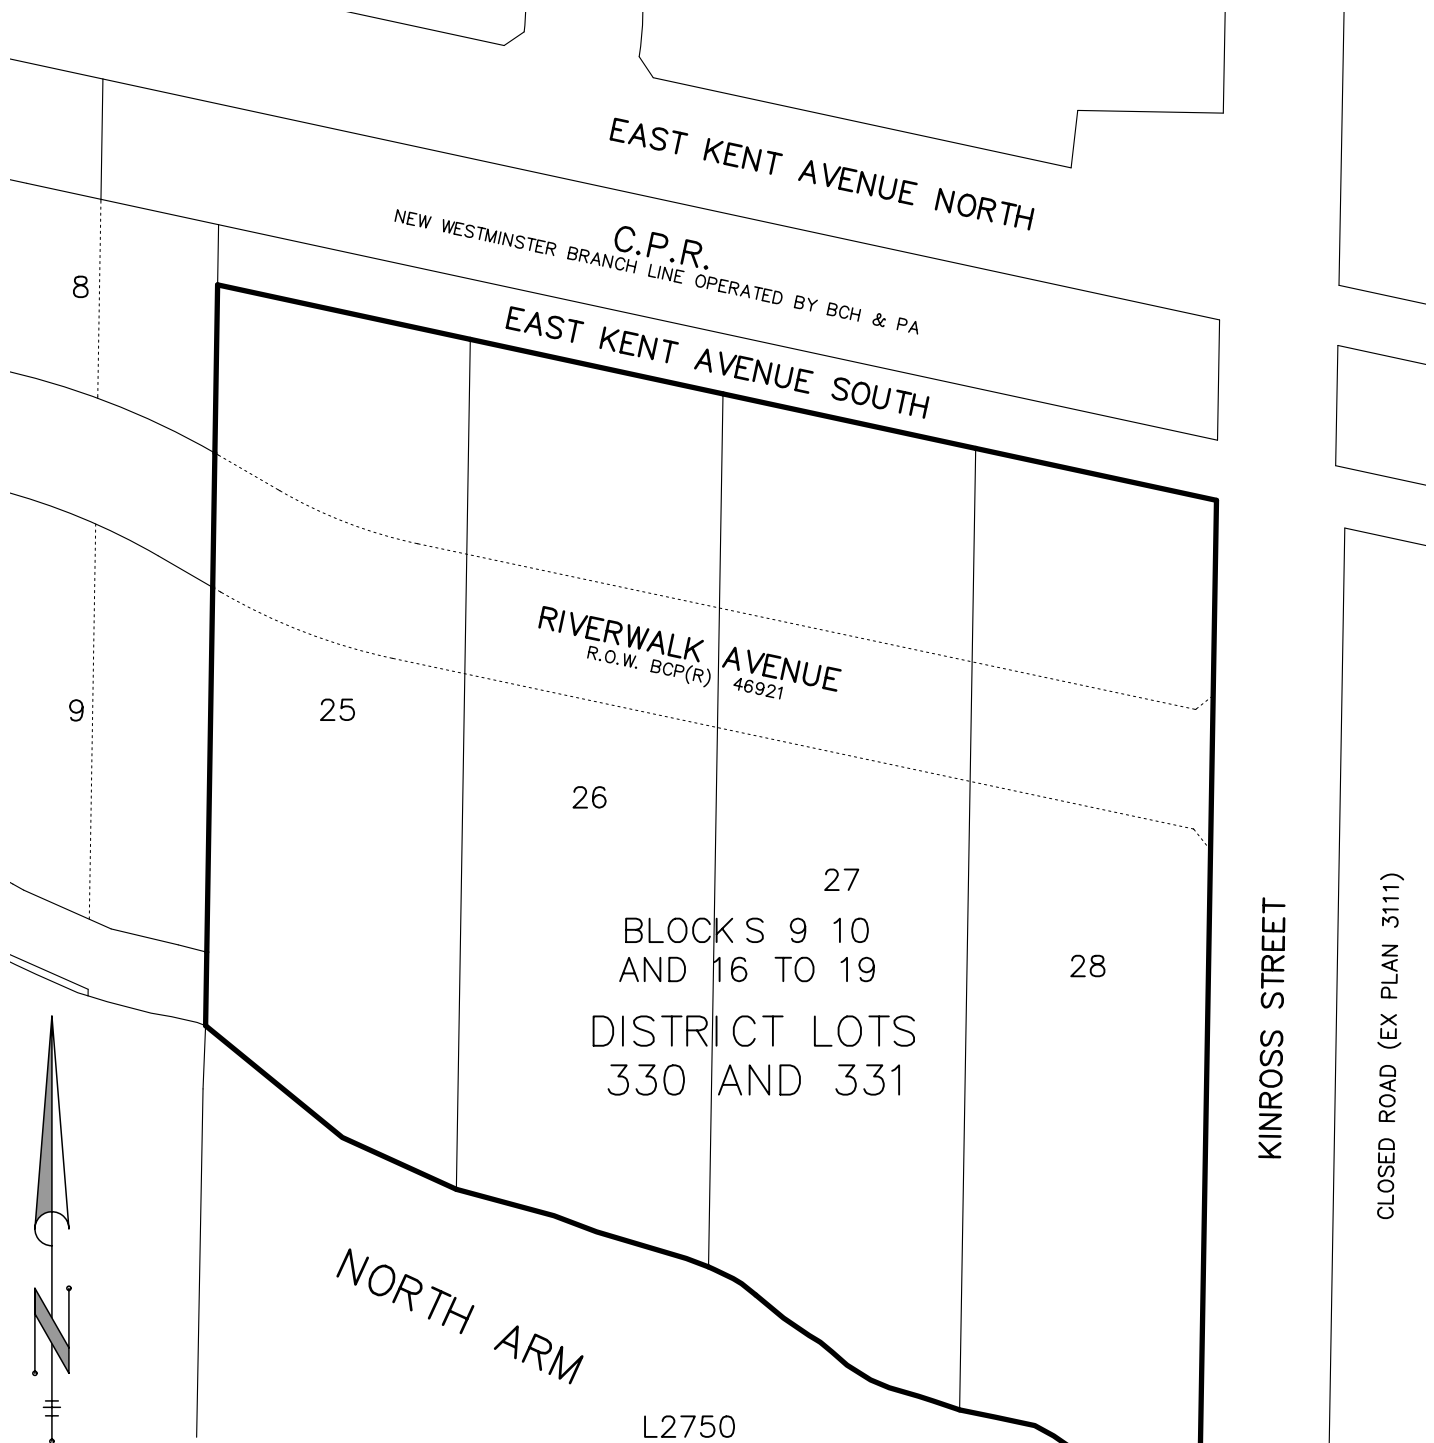 EAST KENT AVENUE NORTH
C.P.R.
NEW WESTMINSTER BRANCH LINE OPERATED BY BCH & PA
8
EAST KENT AVENUE SOUTH
RIVERWALK AVENUE
R.O.W. BCP(R) 46921
9
25
26
27
BLOCKS 9 10
AND 16 TO 19
28
DISTRICT LOTS
330 AND 331
KINROSS STREET
CLOSED ROAD (EX PLAN 3111)
N
NORTH ARM
L2750